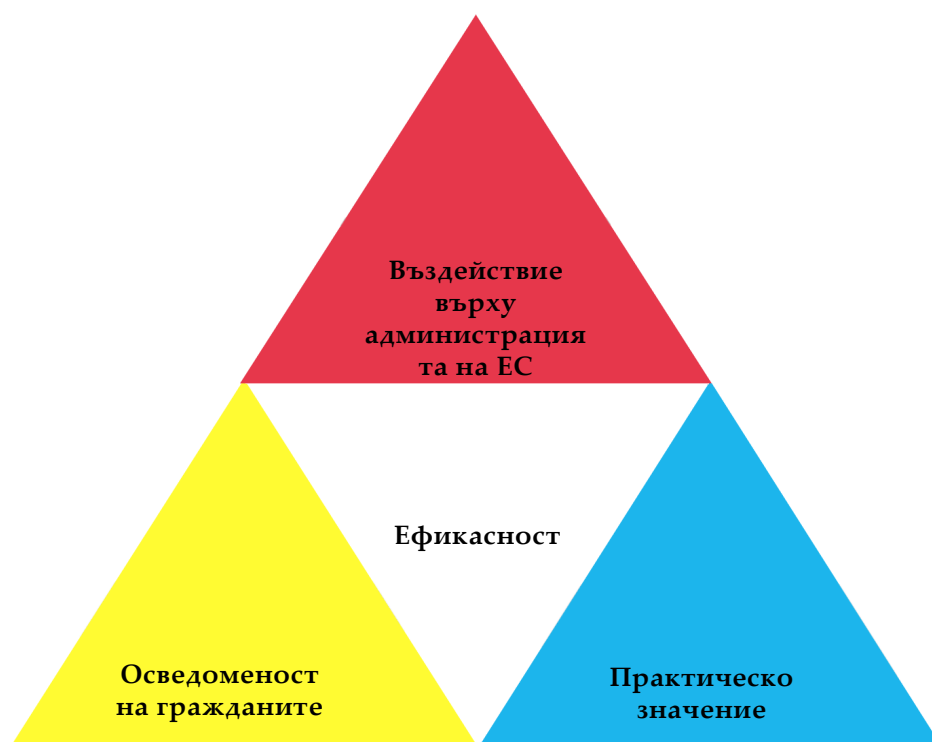 Въздействие
върху
администрация
та на ЕС
Ефикасност
Осведоменост
на гражданите
Практическо
значение